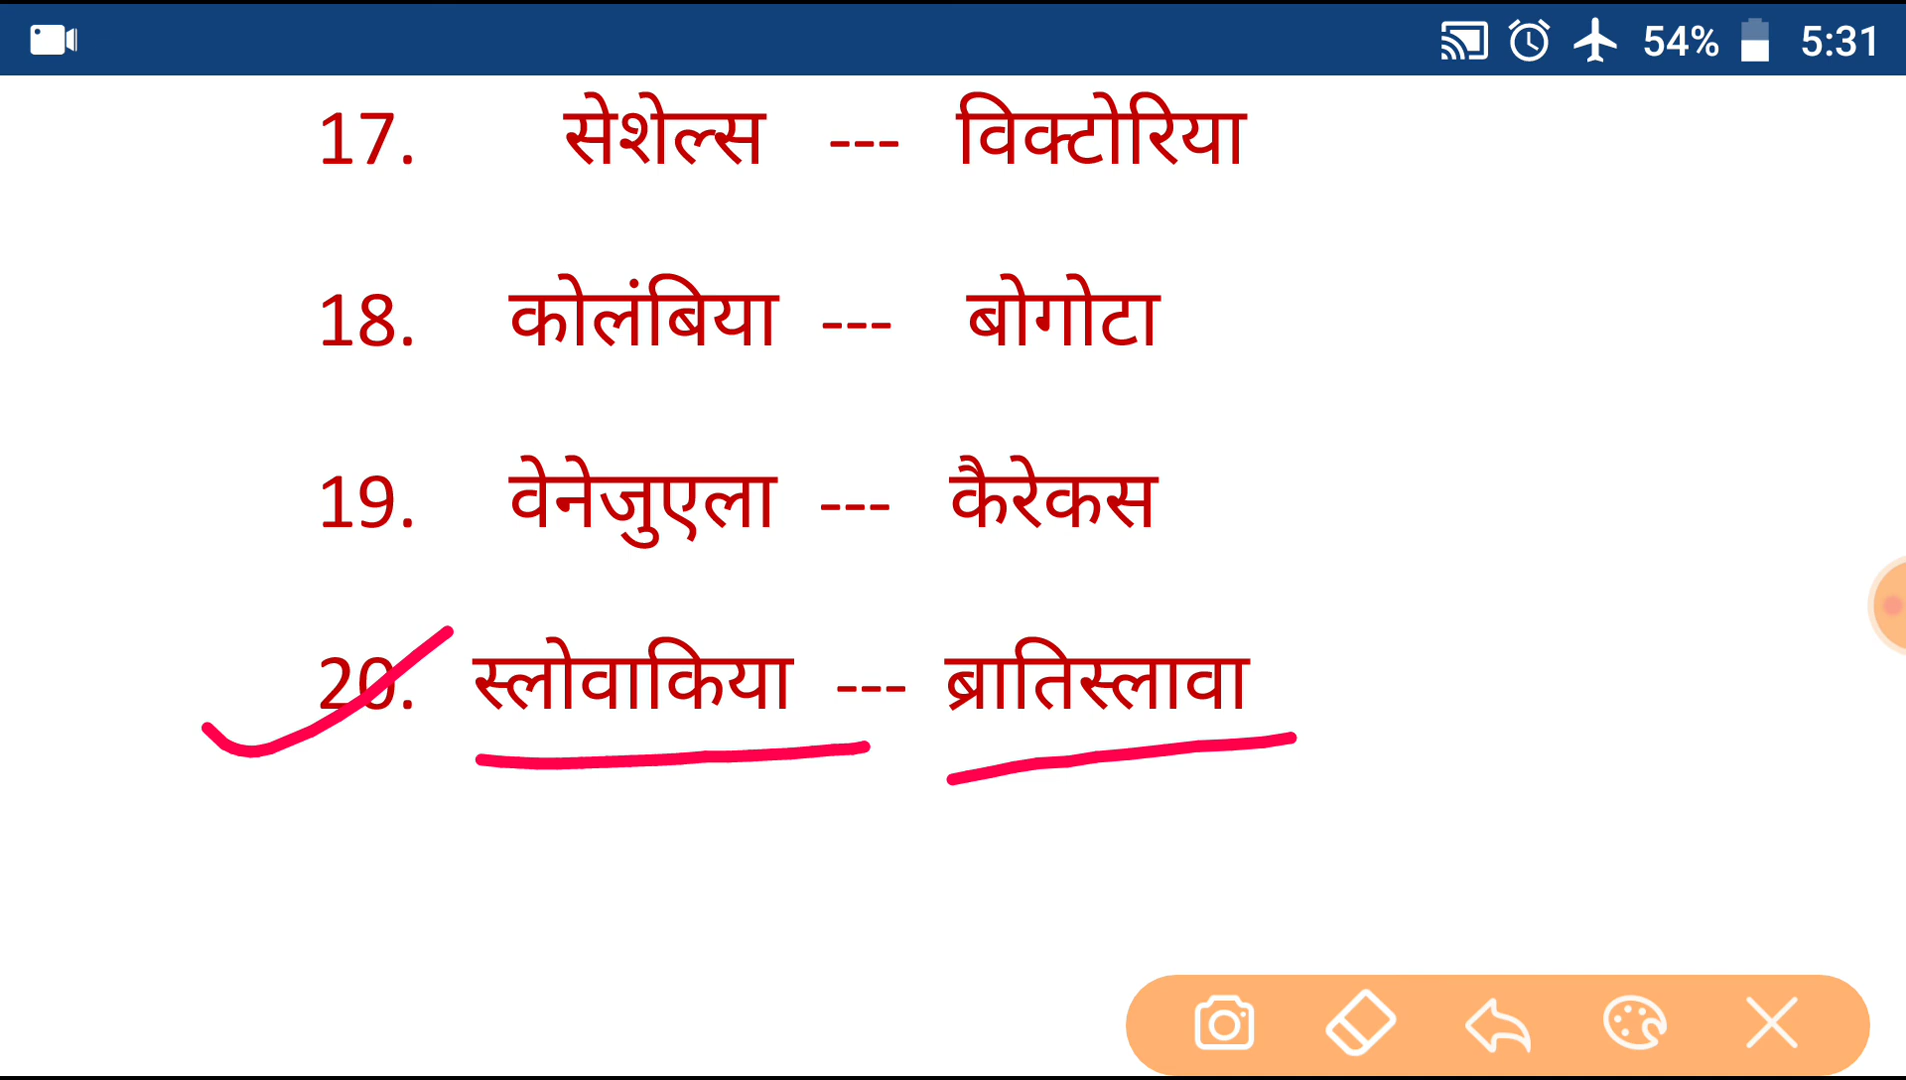 54% 5:31
17. सेशेल्स --- विक्टोरिया
18. कोलंबिया --- बोगोटा
19. वेनेजुएला --- कैरेकस
20. स्लोवाकिया --- ब्रातिस्लावा